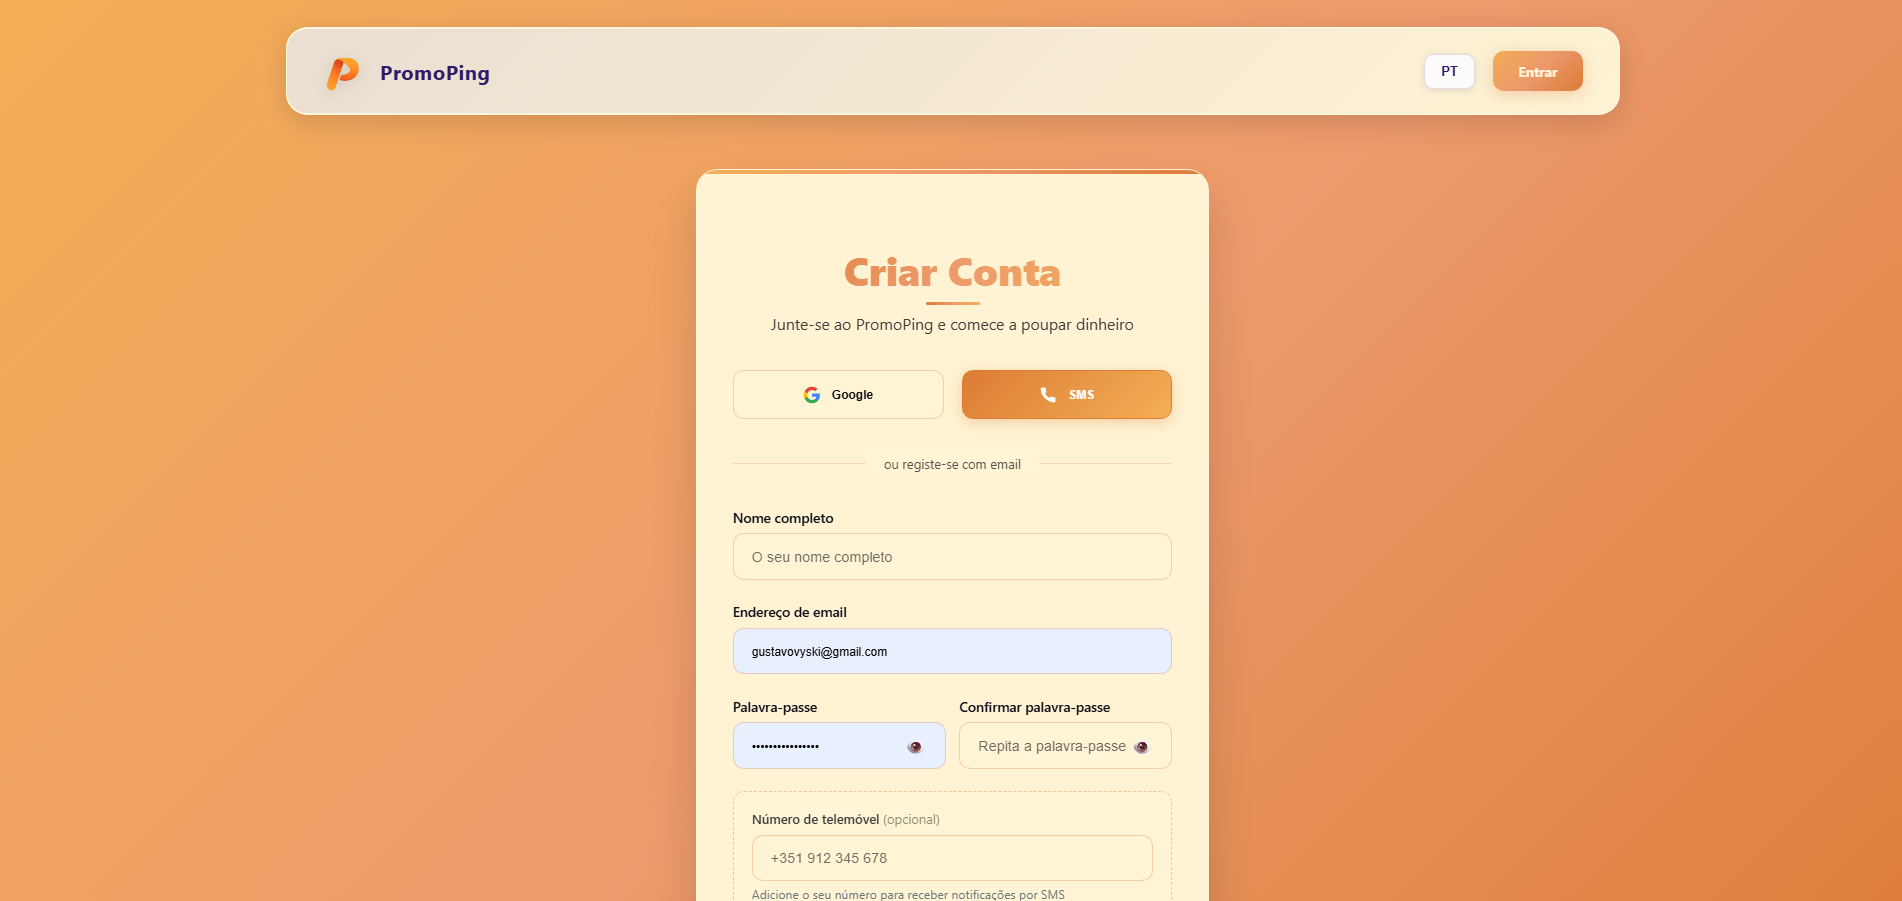 PromoPing
PT
Entrar
Criar Conta
Junte-se ao PromoPing e comece a poupar dinheiro
Google
SMS
ou registe-se com email
Nome completo
O seu nome completo
Endereço de email
gustavovyski@gmail.com
Palavra-passe
Confirmar palavra-passe
••••••••••••••••
Repita a palavra-passe
Número de telemóvel (opcional)
+351 912 345 678
Adicione o seu número para receber notificações por SMS